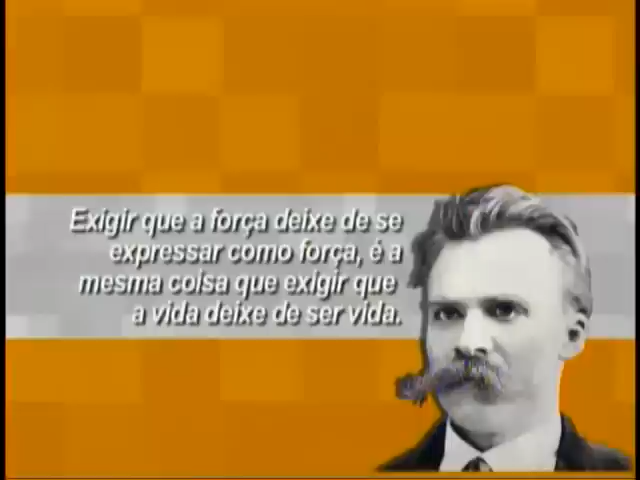 Exigir que a força deixe de se
expressar como força, é a
mesma coisa que exigir que
a vida deixe de ser vida.